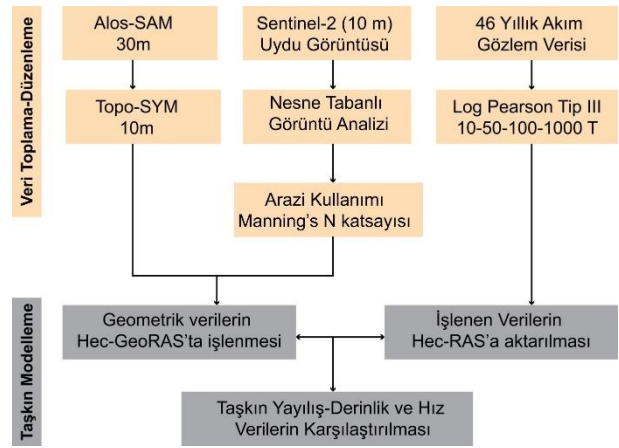 Veri Toplama-Düzenleme
Alos-SAM
30m
Sentinel-2 (10 m)
Uydu Görüntüsü
46 Yıllık Akım
Gözlem Verisi
Topo-SYM
10m
Nesne Tabanlı
Görüntü Analizi
Log Pearson Tip III
10-50-100-1000 T
Arazi Kullanımı
Manning's N katsayısı
Taşkın Modelleme
Geometrik verilerin
Hec-GeoRAS'ta işlenmesi
İşlenen Verilerin
Hec-RAS'a aktarılması
Taşkın Yayılış-Derinlik ve Hız
Verilerin Karşılaştırılması